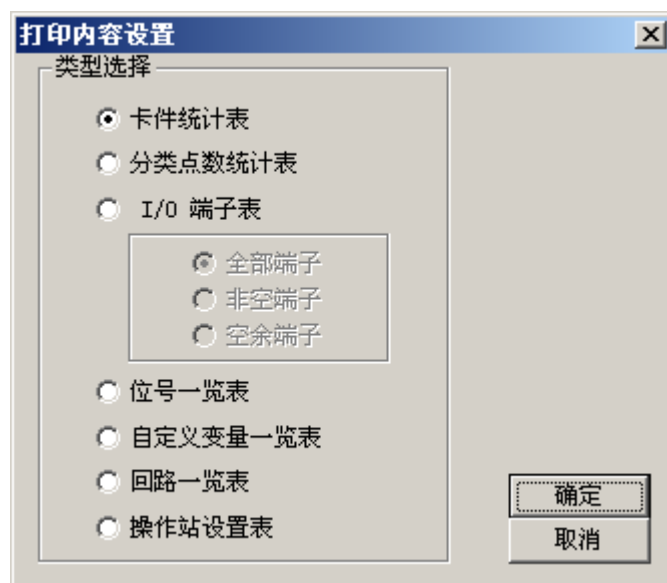 打印内容设置
类型选择
卡件统计表
分类点数统计表
I/O 端子表
全部端子
非空端子
空余端子
位号一览表
自定义变量一览表
回路一览表
操作站设置表
确定
取消